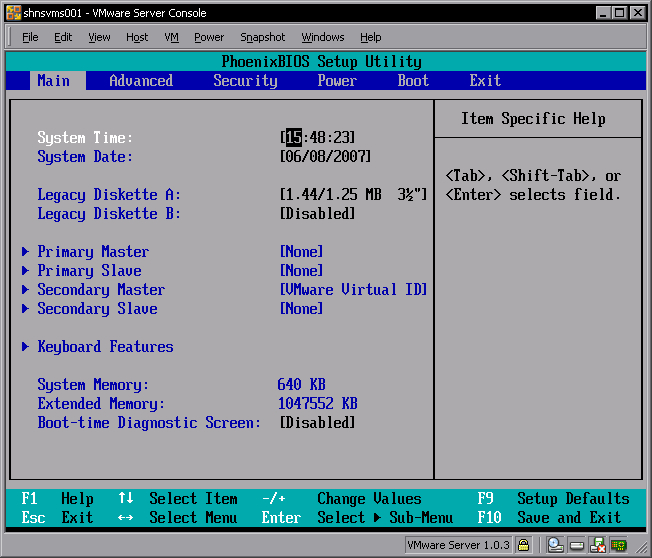 shnsvms001 - VMware Server Console
File Edit View Host VM Power Snapshot Windows Help
PhoenixBIOS Setup Utility
Main Advanced Security Power Boot Exit
Item Specific Help
System Time: [15:48:23]
System Date: [06/08/2007]
<Tab>, <Shift-Tab>, or
<Enter> selects field.
Legacy Diskette A: [1.44/1.25 MB 3½"]
Legacy Diskette B: [Disabled]
Primary Master [None]
Primary Slave [None]
Secondary Master [VMware Virtual ID]
Secondary Slave [None]
Keyboard Features
System Memory: 640 KB
Extended Memory: 1047552 KB
Boot-time Diagnostic Screen: [Disabled]
F1 Help ↑↓ Select Item -/+ Change Values F9 Setup Defaults
Esc Exit ↔ Select Menu Enter Select ▶ Sub-Menu F10 Save and Exit
VMware Server 1.0.3